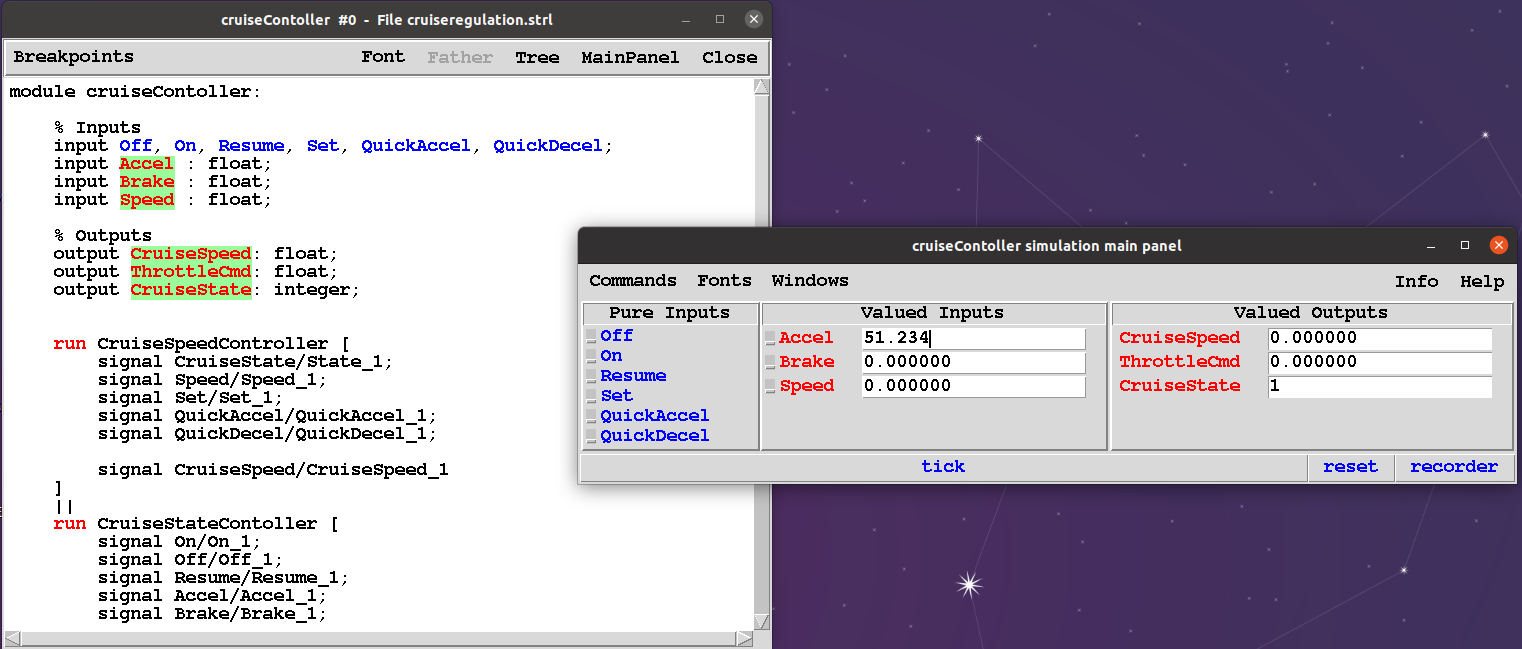 cruiseContoller #0 - File cruiseregulation.strl
Breakpoints Font Father Tree MainPanel Close
module cruiseContoller:
% Inputs
input Off, On, Resume, Set, QuickAccel, QuickDecel;
input Accel : float;
input Brake : float;
input Speed : float;
% Outputs
output CruiseSpeed: float;
output ThrottleCmd: float;
output CruiseState: integer;
run CruiseSpeedController [
signal CruiseState/State_1;
signal Speed/Speed_1;
signal Set/Set_1;
signal QuickAccel/QuickAccel_1;
signal QuickDecel/QuickDecel_1;
signal CruiseSpeed/CruiseSpeed_1
]
||
run CruiseStateContoller [
signal On/On_1;
signal Off/Off_1;
signal Resume/Resume_1;
signal Accel/Accel_1;
signal Brake/Brake_1;
cruiseContoller simulation main panel
Commands Fonts Windows Info Help
Pure Inputs
Off
On
Resume
Set
QuickAccel
QuickDecel
Valued Inputs
Accel 51.234
Brake 0.000000
Speed 0.000000
Valued Outputs
CruiseSpeed 0.000000
ThrottleCmd 0.000000
CruiseState 1
tick reset recorder